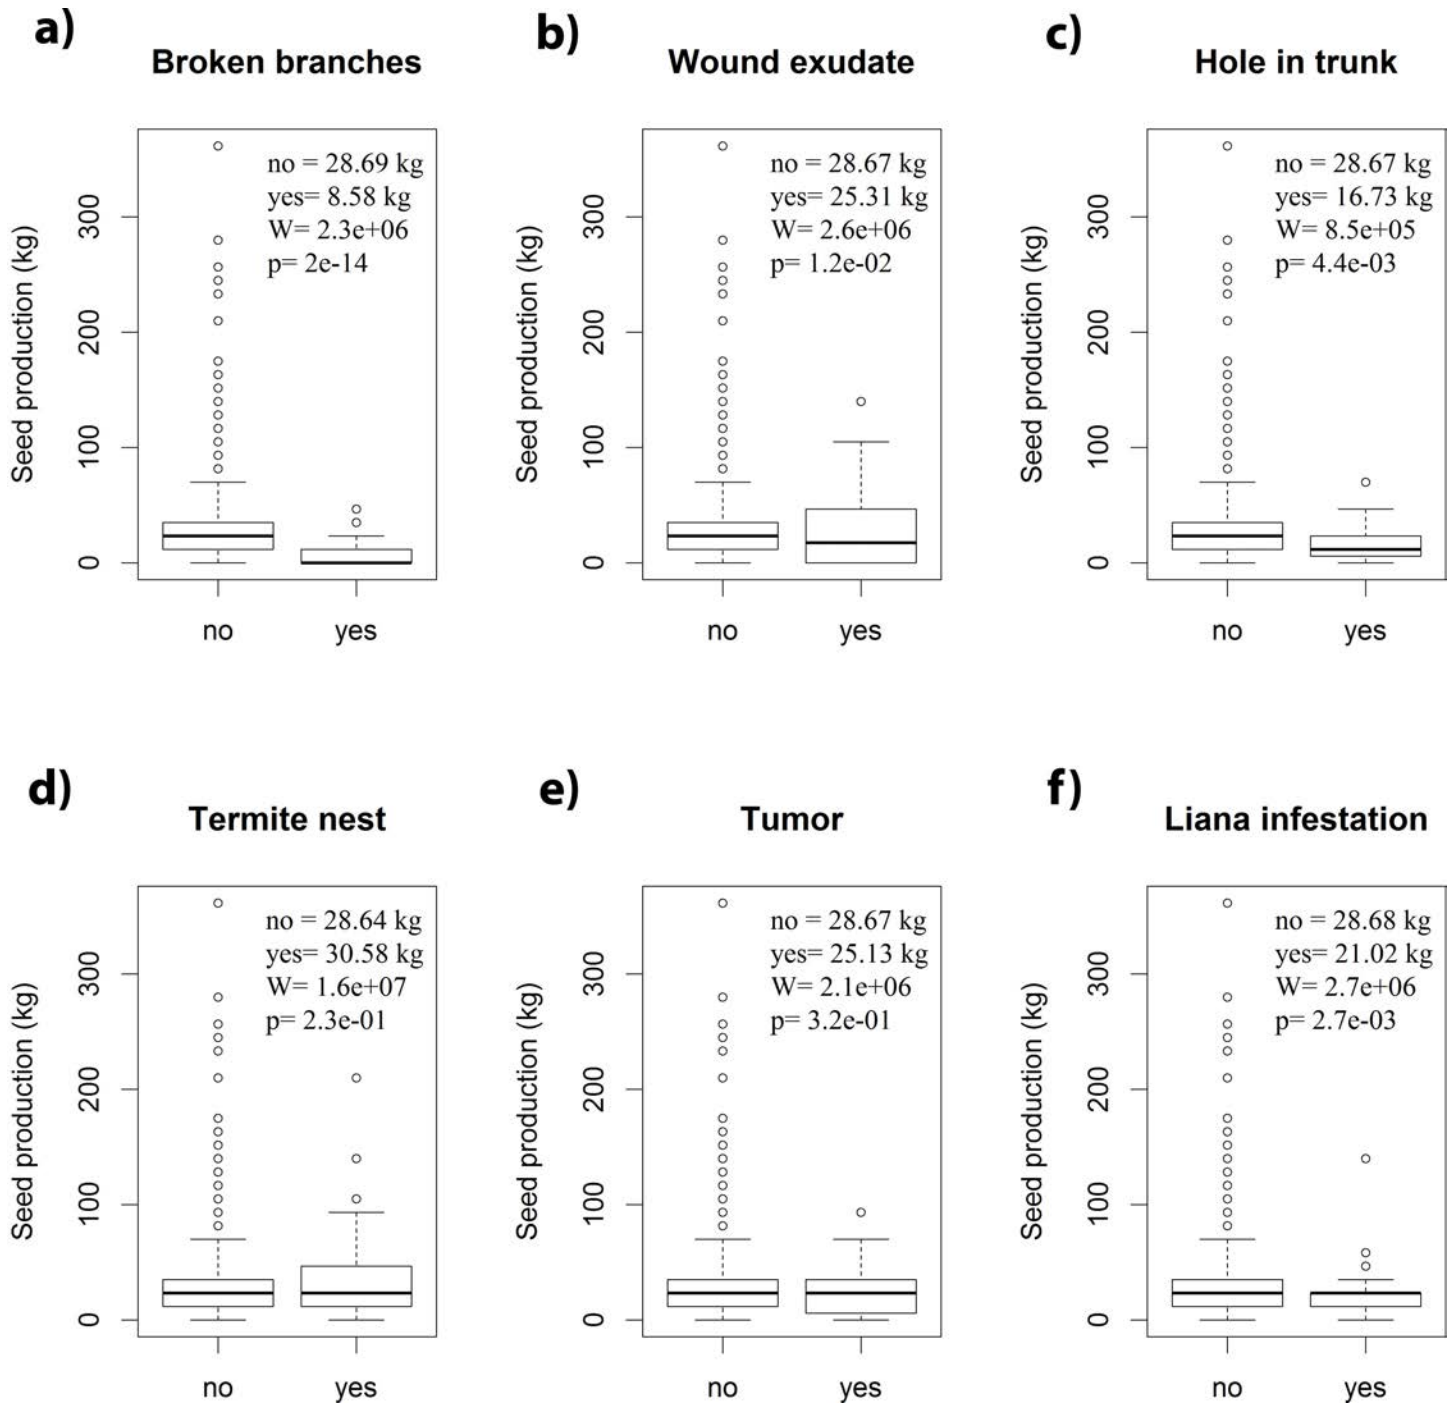 a)
Broken branches
no = 28.69 kg
yes= 8.58 kg
W= 2.3e+06
p= 2e-14
Seed production (kg)
0
100
200
300
no
yes
b)
Wound exudate
no = 28.67 kg
yes= 25.31 kg
W= 2.6e+06
p= 1.2e-02
Seed production (kg)
0
100
200
300
no
yes
c)
Hole in trunk
no = 28.67 kg
yes= 16.73 kg
W= 8.5e+05
p= 4.4e-03
Seed production (kg)
0
100
200
300
no
yes
d)
Termite nest
no = 28.64 kg
yes= 30.58 kg
W= 1.6e+07
p= 2.3e-01
Seed production (kg)
0
100
200
300
no
yes
e)
Tumor
no = 28.67 kg
yes= 25.13 kg
W= 2.1e+06
p= 3.2e-01
Seed production (kg)
0
100
200
300
no
yes
f)
Liana infestation
no = 28.68 kg
yes= 21.02 kg
W= 2.7e+06
p= 2.7e-03
Seed production (kg)
0
100
200
300
no
yes